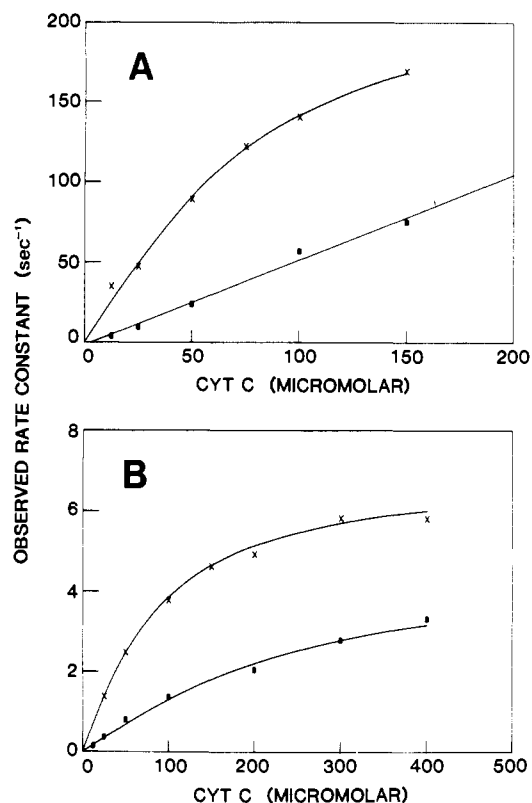 200
A
150
100
50
0
0 50 100 150 200
CYT C (MICROMOLAR)
OBSERVED RATE CONSTANT (sec⁻¹)
8
B
6
4
2
0
0 100 200 300 400 500
CYT C (MICROMOLAR)